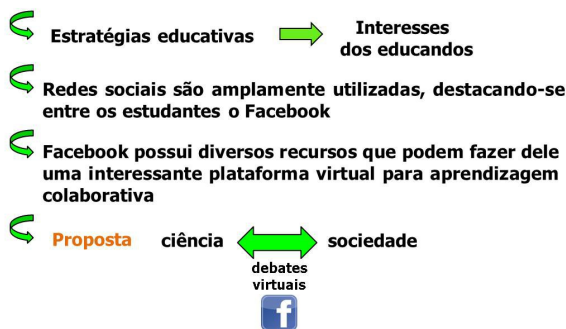 Estratégias educativas
Interesses
dos educandos
Redes sociais são amplamente utilizadas, destacando-se
entre os estudantes o Facebook
Facebook possui diversos recursos que podem fazer dele
uma interessante plataforma virtual para aprendizagem
colaborativa
Proposta ciência sociedade
debates
virtuais
f